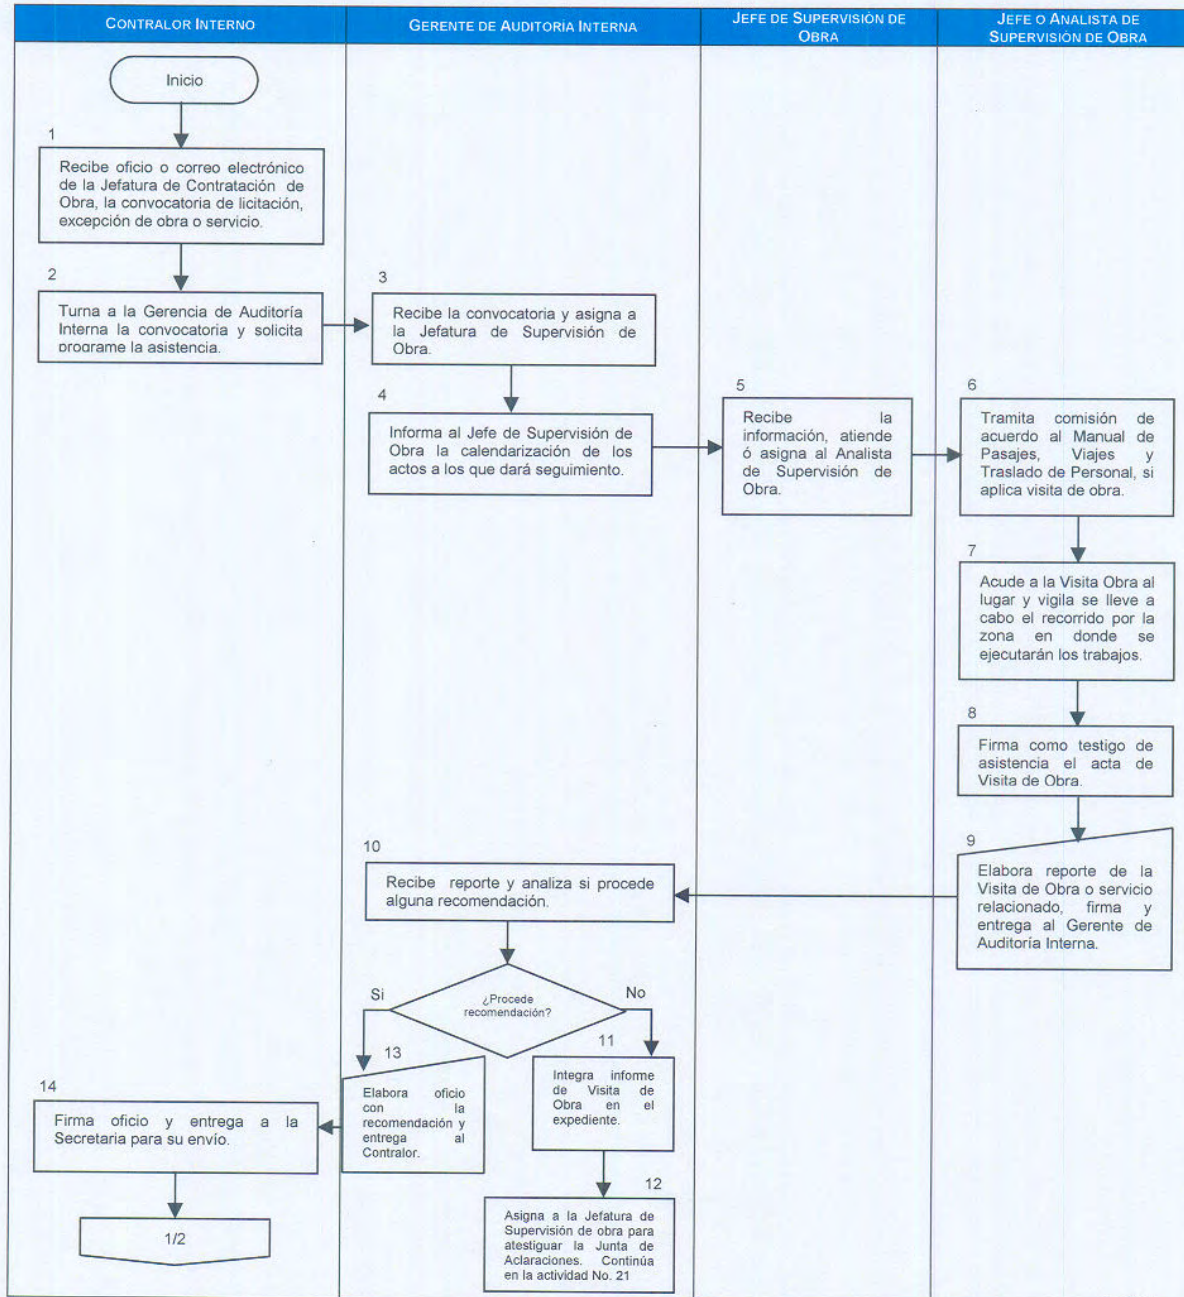 CONTRALOR INTERNO
GERENTE DE AUDITORÍA INTERNA
JEFE DE SUPERVISIÓN DE
OBRA
JEFE O ANALISTA DE
SUPERVISIÓN DE OBRA
Inicio
1
Recibe oficio o correo electrónico
de la Jefatura de Contratación de
Obra, la convocatoria de licitación,
excepción de obra o servicio.
2
Turna a la Gerencia de Auditoría
Interna la convocatoria y solicita
programe la asistencia.
3
Recibe la convocatoria y asigna a
la Jefatura de Supervisión de
Obra.
4
Informa al Jefe de Supervisión de
Obra la calendarización de los
actos a los que dará seguimiento.
5
Recibe la
información, atiende
ó asigna al Analista
de Supervisión de
Obra.
6
Tramita comisión de
acuerdo al Manual de
Pasajes, Viajes y
Traslado de Personal, si
aplica visita de obra.
7
Acude a la Visita Obra al
lugar y vigila se lleve a
cabo el recorrido por la
zona en donde se
ejecutarán los trabajos.
8
Firma como testigo de
asistencia el acta de
Visita de Obra.
9
Elabora reporte de la
Visita de Obra o servicio
relacionado, firma y
entrega al Gerente de
Auditoría Interna.
10
Recibe reporte y analiza si procede
alguna recomendación.
¿Procede
recomendación?
Si
No
11
Integra informe
de Visita de
Obra en el
expediente.
12
Asigna a la Jefatura de
Supervisión de obra para
atestiguar la Junta de
Aclaraciones. Continúa
en la actividad No. 21
13
Elabora oficio
con la
recomendación y
entrega al
Contralor.
14
Firma oficio y entrega a la
Secretaria para su envío.
1/2